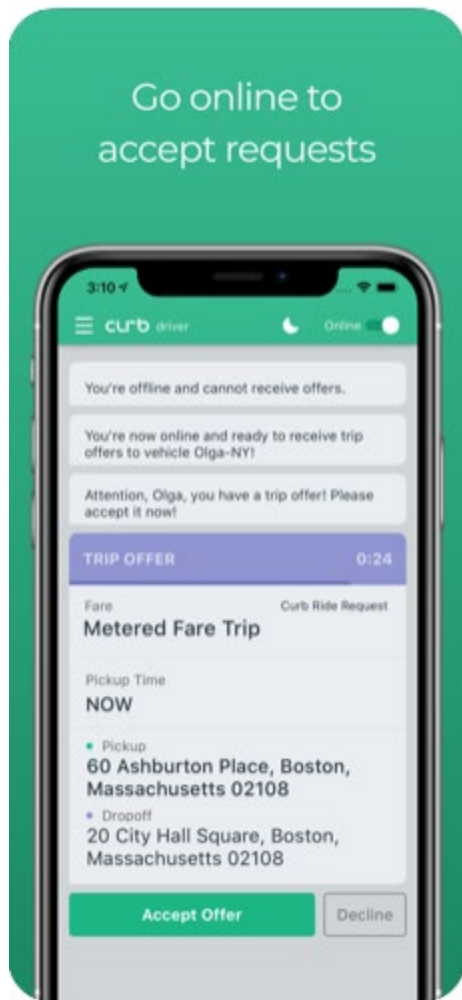 Go online to
accept requests
3:10
curb driver
Online
You're offline and cannot receive offers.
You're now online and ready to receive trip
offers to vehicle Olga-NY!
Attention, Olga, you have a trip offer! Please
accept it now!
TRIP OFFER 0:24
Fare Curb Ride Request
Metered Fare Trip
Pickup Time
NOW
Pickup
60 Ashburton Place, Boston,
Massachusetts 02108
Dropoff
20 City Hall Square, Boston,
Massachusetts 02108
Accept Offer Decline